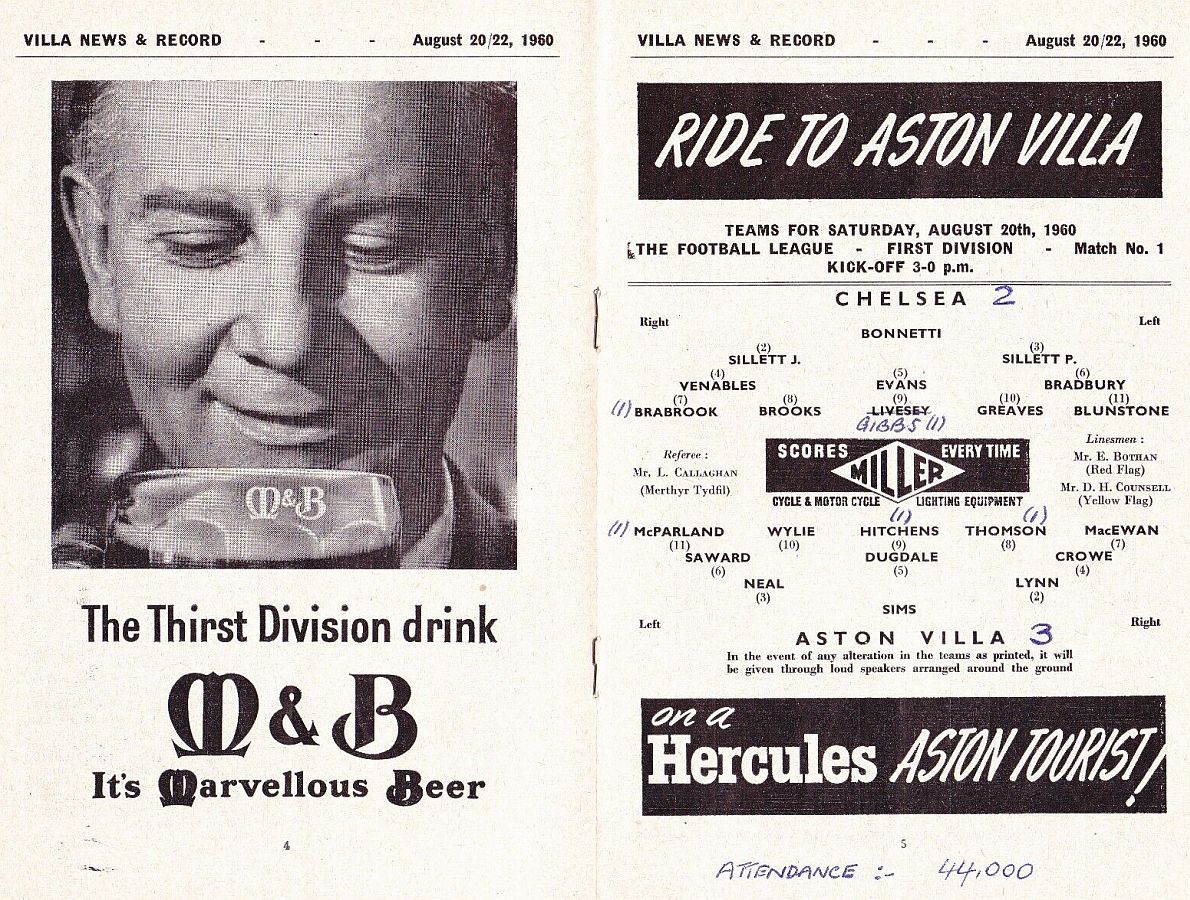 VILLA NEWS & RECORD - - - August 20/22, 1960
M&B
The Thirst Division drink
M & B
It's Marvellous Beer
4
VILLA NEWS & RECORD - - - August 20/22, 1960
RIDE TO ASTON VILLA
TEAMS FOR SATURDAY, AUGUST 20th, 1960
THE FOOTBALL LEAGUE - FIRST DIVISION - Match No. 1
KICK-OFF 3-0 p.m.
CHELSEA 2
Right Left
BONNETTI
(2) (3)
SILLETT J. SILLETT P.
(4) (5) (6)
VENABLES EVANS BRADBURY
(7) (8) (9) (10) (11)
(1) BRABROOK BROOKS LIVESEY GREAVES BLUNSTONE
GIBBS (1)
Referee :
Mr. L. CALLAGHAN
(Merthyr Tydfil)
SCORES MILLER EVERY TIME
CYCLE & MOTOR CYCLE LIGHTING EQUIPMENT
Linesmen :
Mr. E. BOTHAN
(Red Flag)
Mr. D. H. COUNSELL
(Yellow Flag)
(1) (1)
(1) McPARLAND WYLIE HITCHENS THOMSON MacEWAN
(11) (10) (9) (8) (7)
SAWARD DUGDALE CROWE
(6) (5) (4)
NEAL LYNN
(3) (2)
SIMS
Left Right
ASTON VILLA 3
In the event of any alteration in the teams as printed, it will
be given through loud speakers arranged around the ground
on a
Hercules ASTON TOURIST!
5
ATTENDANCE :- 44,000